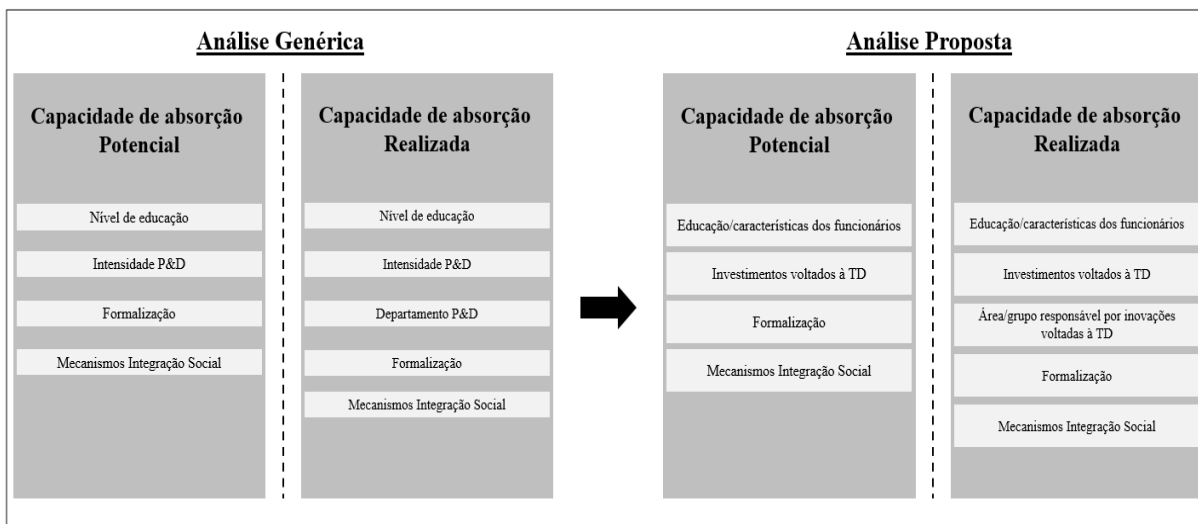 Análise Genérica
Capacidade de absorção
Potencial
Nível de educação
Intensidade P&D
Formalização
Mecanismos Integração Social
Capacidade de absorção
Realizada
Nível de educação
Intensidade P&D
Departamento P&D
Formalização
Mecanismos Integração Social
Análise Proposta
Capacidade de absorção
Potencial
Educação/características dos funcionários
Investimentos voltados à TD
Formalização
Mecanismos Integração Social
Capacidade de absorção
Realizada
Educação/características dos funcionários
Investimentos voltados à TD
Área/grupo responsável por inovações
voltadas à TD
Formalização
Mecanismos Integração Social